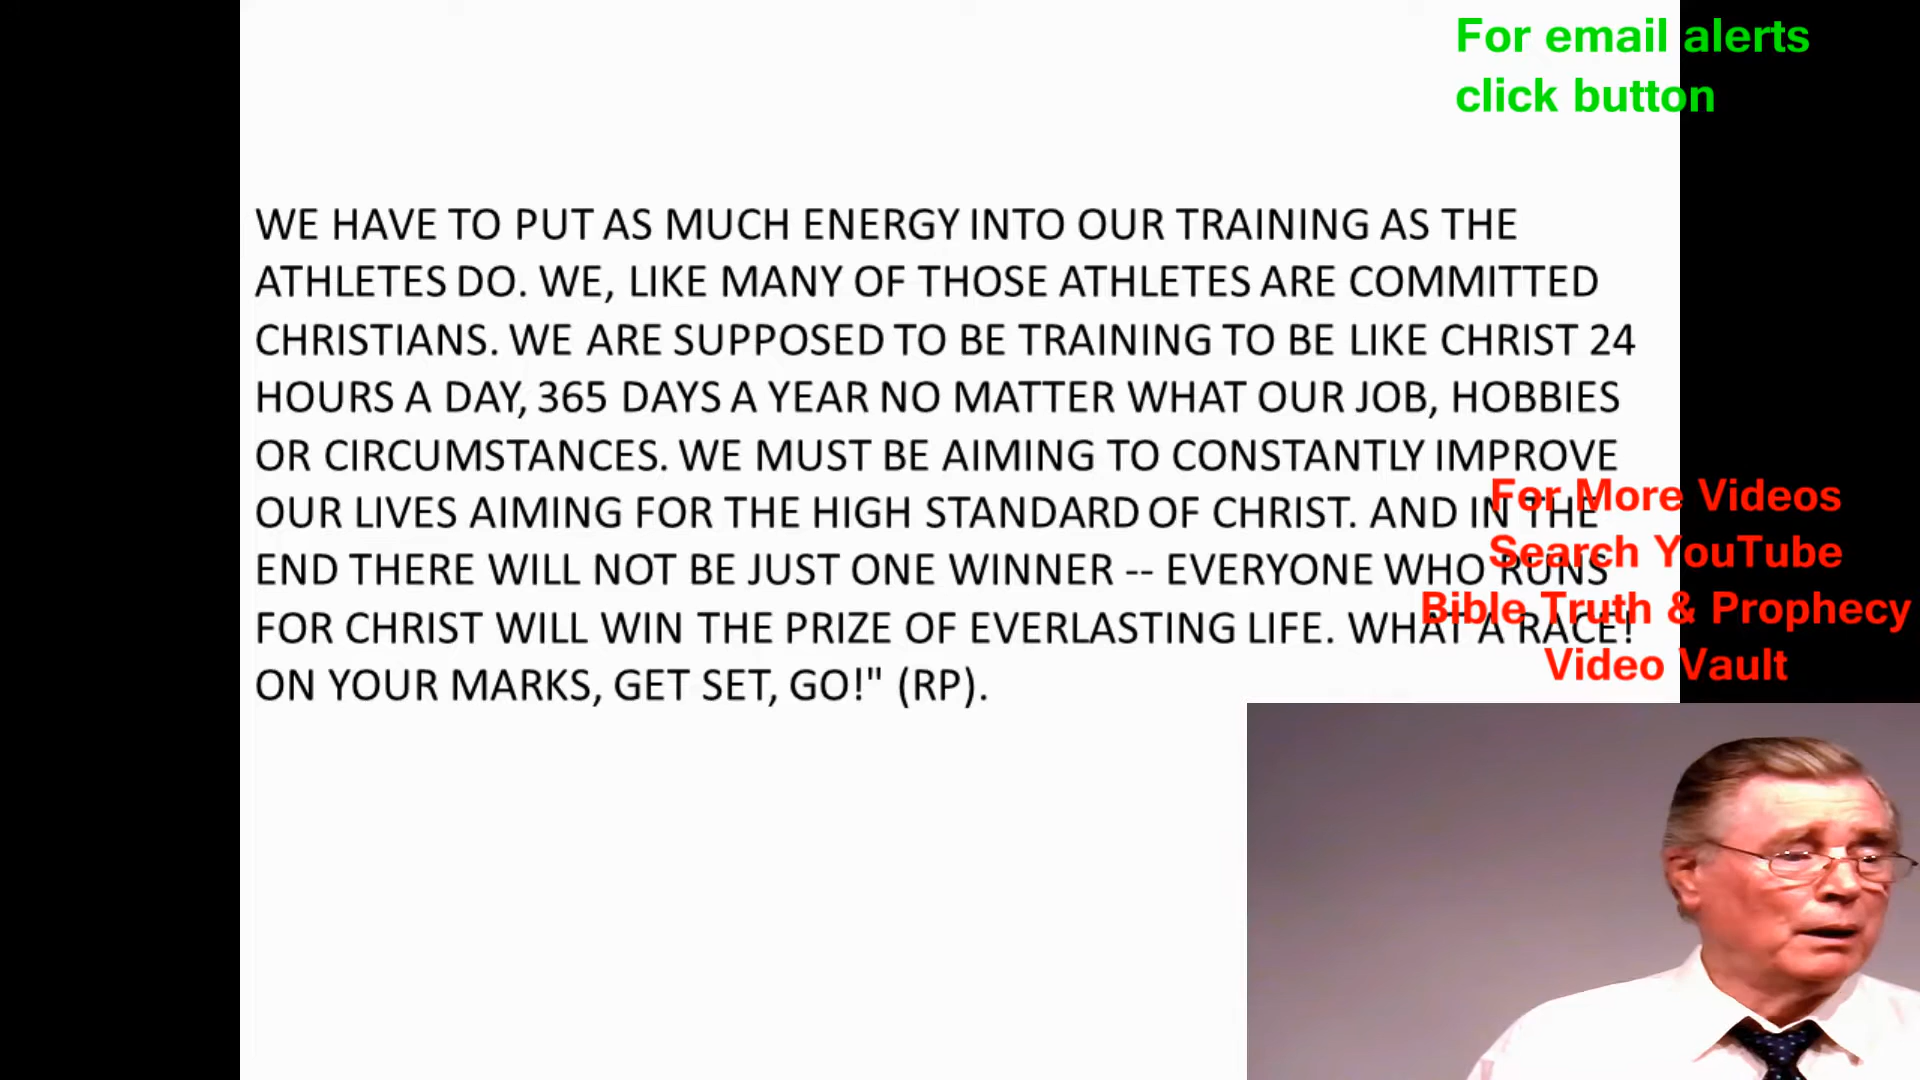 For email alerts
click button
WE HAVE TO PUT AS MUCH ENERGY INTO OUR TRAINING AS THE
ATHLETES DO. WE, LIKE MANY OF THOSE ATHLETES ARE COMMITTED
CHRISTIANS. WE ARE SUPPOSED TO BE TRAINING TO BE LIKE CHRIST 24
HOURS A DAY, 365 DAYS A YEAR NO MATTER WHAT OUR JOB, HOBBIES
OR CIRCUMSTANCES. WE MUST BE AIMING TO CONSTANTLY IMPROVE
OUR LIVES AIMING FOR THE HIGH STANDARD OF CHRIST. AND IN THE
END THERE WILL NOT BE JUST ONE WINNER -- EVERYONE WHO RUNS
FOR CHRIST WILL WIN THE PRIZE OF EVERLASTING LIFE. WHAT A RACE!
ON YOUR MARKS, GET SET, GO!" (RP).
For More Videos
Search YouTube
Bible Truth & Prophecy
Video Vault